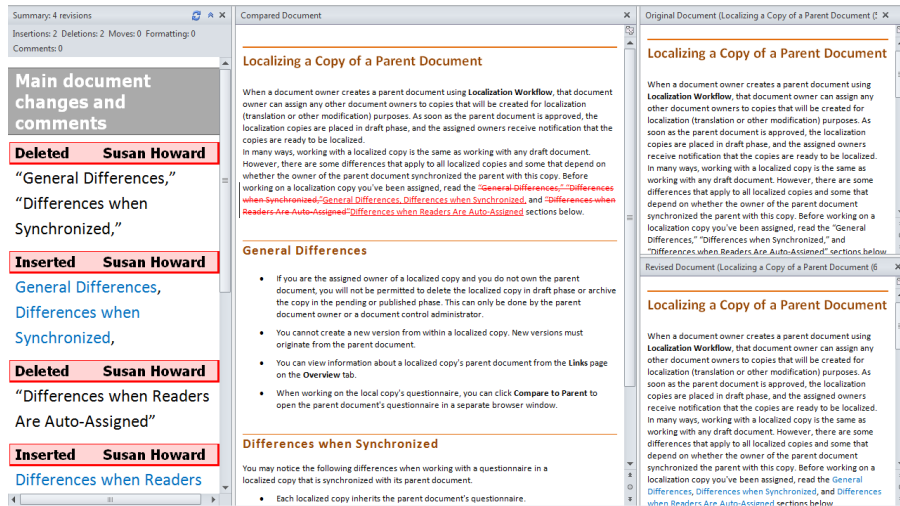 Summary: 4 revisions
Insertions: 2 Deletions: 2 Moves: 0 Formatting: 0
Comments: 0
Main document
changes and
comments
Deleted Susan Howard
“General Differences,”
“Differences when
Synchronized,”
Inserted Susan Howard
General Differences,
Differences when
Synchronized,
Deleted Susan Howard
“Differences when Readers
Are Auto-Assigned”
Inserted Susan Howard
Differences when Readers
Compared Document
Localizing a Copy of a Parent Document
When a document owner creates a parent document using Localization Workflow, that document
owner can assign any other document owners to copies that will be created for localization
(translation or other modification) purposes. As soon as the parent document is approved, the
localization copies are placed in draft phase, and the assigned owners receive notification that the
copies are ready to be localized.
In many ways, working with a localized copy is the same as working with any draft document.
However, there are some differences that apply to all localized copies and some that depend on
whether the owner of the parent document synchronized the parent with this copy. Before
working on a localization copy you've been assigned, read the “General Differences,” “Differences
when Synchronized,”General Differences, Differences when Synchronized, and “Differences when
Readers Are Auto-Assigned”Differences when Readers Are Auto-Assigned sections below.
General Differences
• If you are the assigned owner of a localized copy and you do not own the parent
document, you will not be permitted to delete the localized copy in draft phase or archive
the copy in the pending or published phase. This can only be done by the parent
document owner or a document control administrator.
• You cannot create a new version from within a localized copy. New versions must
originate from the parent document.
• You can view information about a localized copy's parent document from the Links page
on the Overview tab.
• When working on the local copy's questionnaire, you can click Compare to Parent to
open the parent document's questionnaire in a separate browser window.
Differences when Synchronized
You may notice the following differences when working with a questionnaire in a
localized copy that is synchronized with its parent document.
• Each localized copy inherits the parent document's questionnaire.
Original Document (Localizing a Copy of a Parent Document (5
Localizing a Copy of a Parent Document
When a document owner creates a parent document using
Localization Workflow, that document owner can assign any
other document owners to copies that will be created for
localization (translation or other modification) purposes. As
soon as the parent document is approved, the localization
copies are placed in draft phase, and the assigned owners
receive notification that the copies are ready to be localized.
In many ways, working with a localized copy is the same as
working with any draft document. However, there are some
differences that apply to all localized copies and some that
depend on whether the owner of the parent document
synchronized the parent with this copy. Before working on a
localization copy you've been assigned, read the “General
Differences,” “Differences when Synchronized,” and
“Differences when Readers Are Auto-Assigned” sections below
Revised Document (Localizing a Copy of a Parent Document (6
Localizing a Copy of a Parent Document
When a document owner creates a parent document using
Localization Workflow, that document owner can assign any
other document owners to copies that will be created for
localization (translation or other modification) purposes. As
soon as the parent document is approved, the localization
copies are placed in draft phase, and the assigned owners
receive notification that the copies are ready to be localized.
In many ways, working with a localized copy is the same as
working with any draft document. However, there are some
differences that apply to all localized copies and some that
depend on whether the owner of the parent document
synchronized the parent with this copy. Before working on a
localization copy you've been assigned, read the General
Differences, Differences when Synchronized, and Differences
when Readers Are Auto-Assigned sections below